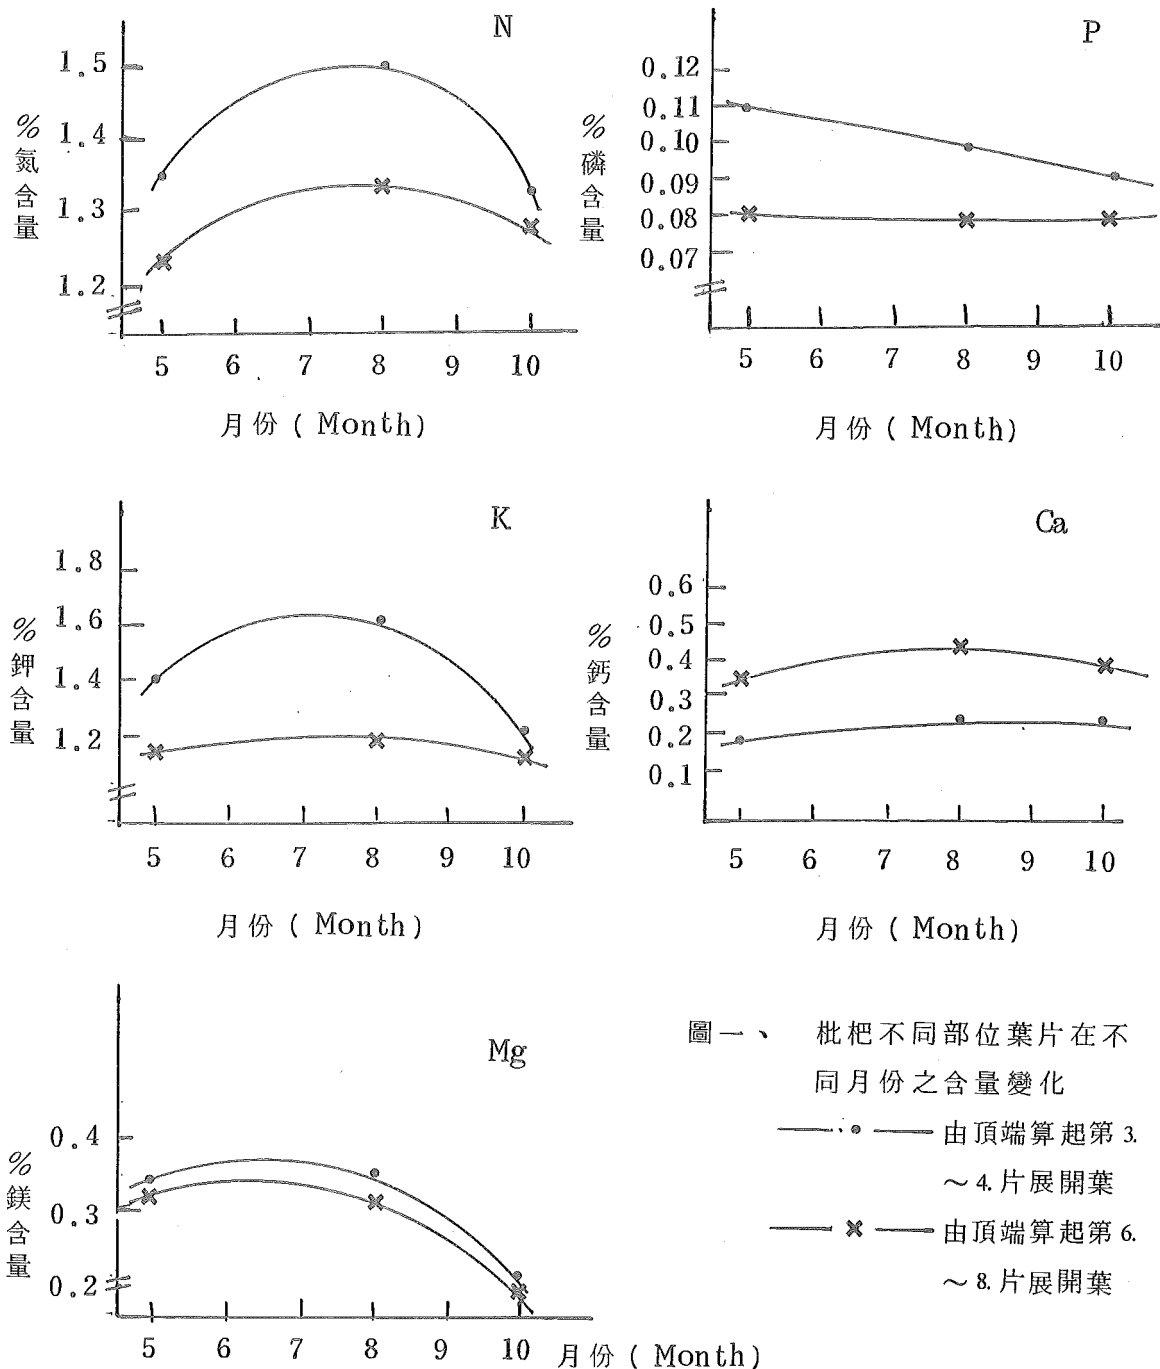 N
1.5
1.4
1.3
1.2
%氮含量
5 6 7 8 9 10
月份 ( Month)
P
0.12
0.11
0.10
0.09
0.08
0.07
%磷含量
5 6 7 8 9 10
月份 ( Month)
K
1.8
1.6
1.4
1.2
%鉀含量
5 6 7 8 9 10
月份 ( Month)
Ca
0.6
0.5
0.4
0.3
0.2
0.1
%鈣含量
5 6 7 8 9 10
月份 ( Month)
Mg
0.4
0.3
0.2
%鎂含量
5 6 7 8 9 10 月份 ( Month)
圖一、 枇杷不同部位葉片在不
同月份之含量變化
由頂端算起第 3.
～4. 片展開葉
由頂端算起第 6.
～8. 片展開葉